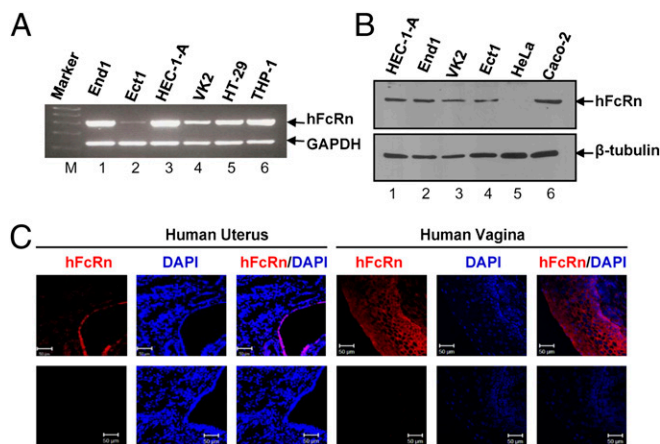 A
Marker
End1
Ect1
HEC-1-A
VK2
HT-29
THP-1
hFcRn
GAPDH
M 1 2 3 4 5 6
B
HEC-1-A
End1
VK2
Ect1
HeLa
Caco-2
hFcRn
β-tubulin
1 2 3 4 5 6
C
Human Uterus Human Vagina
hFcRn DAPI hFcRn/DAPI hFcRn DAPI hFcRn/DAPI
50 µm 50 µm 50 µm
50 µm 50 µm 50 µm 50 µm 50 µm 50 µm